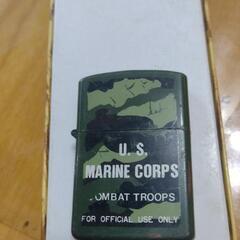 U. S.
MARINE CORPS
COMBAT TROOPS
FOR OFFICIAL USE ONLY